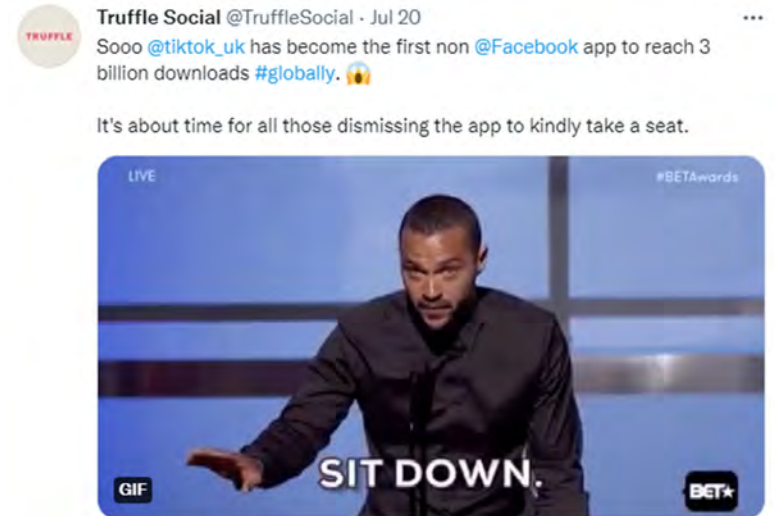 Truffle Social @TruffleSocial · Jul 20
TRUFFLE
Sooo @tiktok_uk has become the first non @Facebook app to reach 3
billion downloads #globally. 😱
It's about time for all those dismissing the app to kindly take a seat.
LIVE
#BETAwards
SIT DOWN.
GIF
BET★